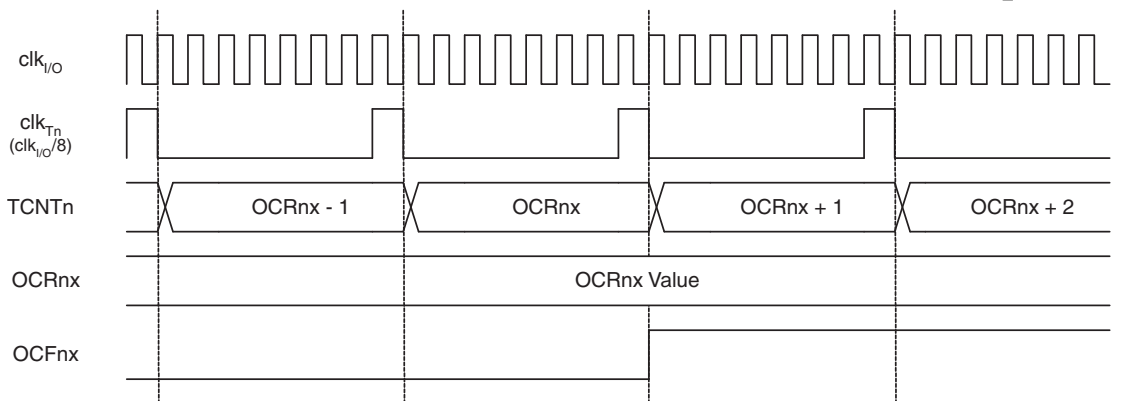 clkI/O
clkTn
(clkI/O/8)
TCNTn OCRnx - 1 OCRnx OCRnx + 1 OCRnx + 2
OCRnx OCRnx Value
OCFnx